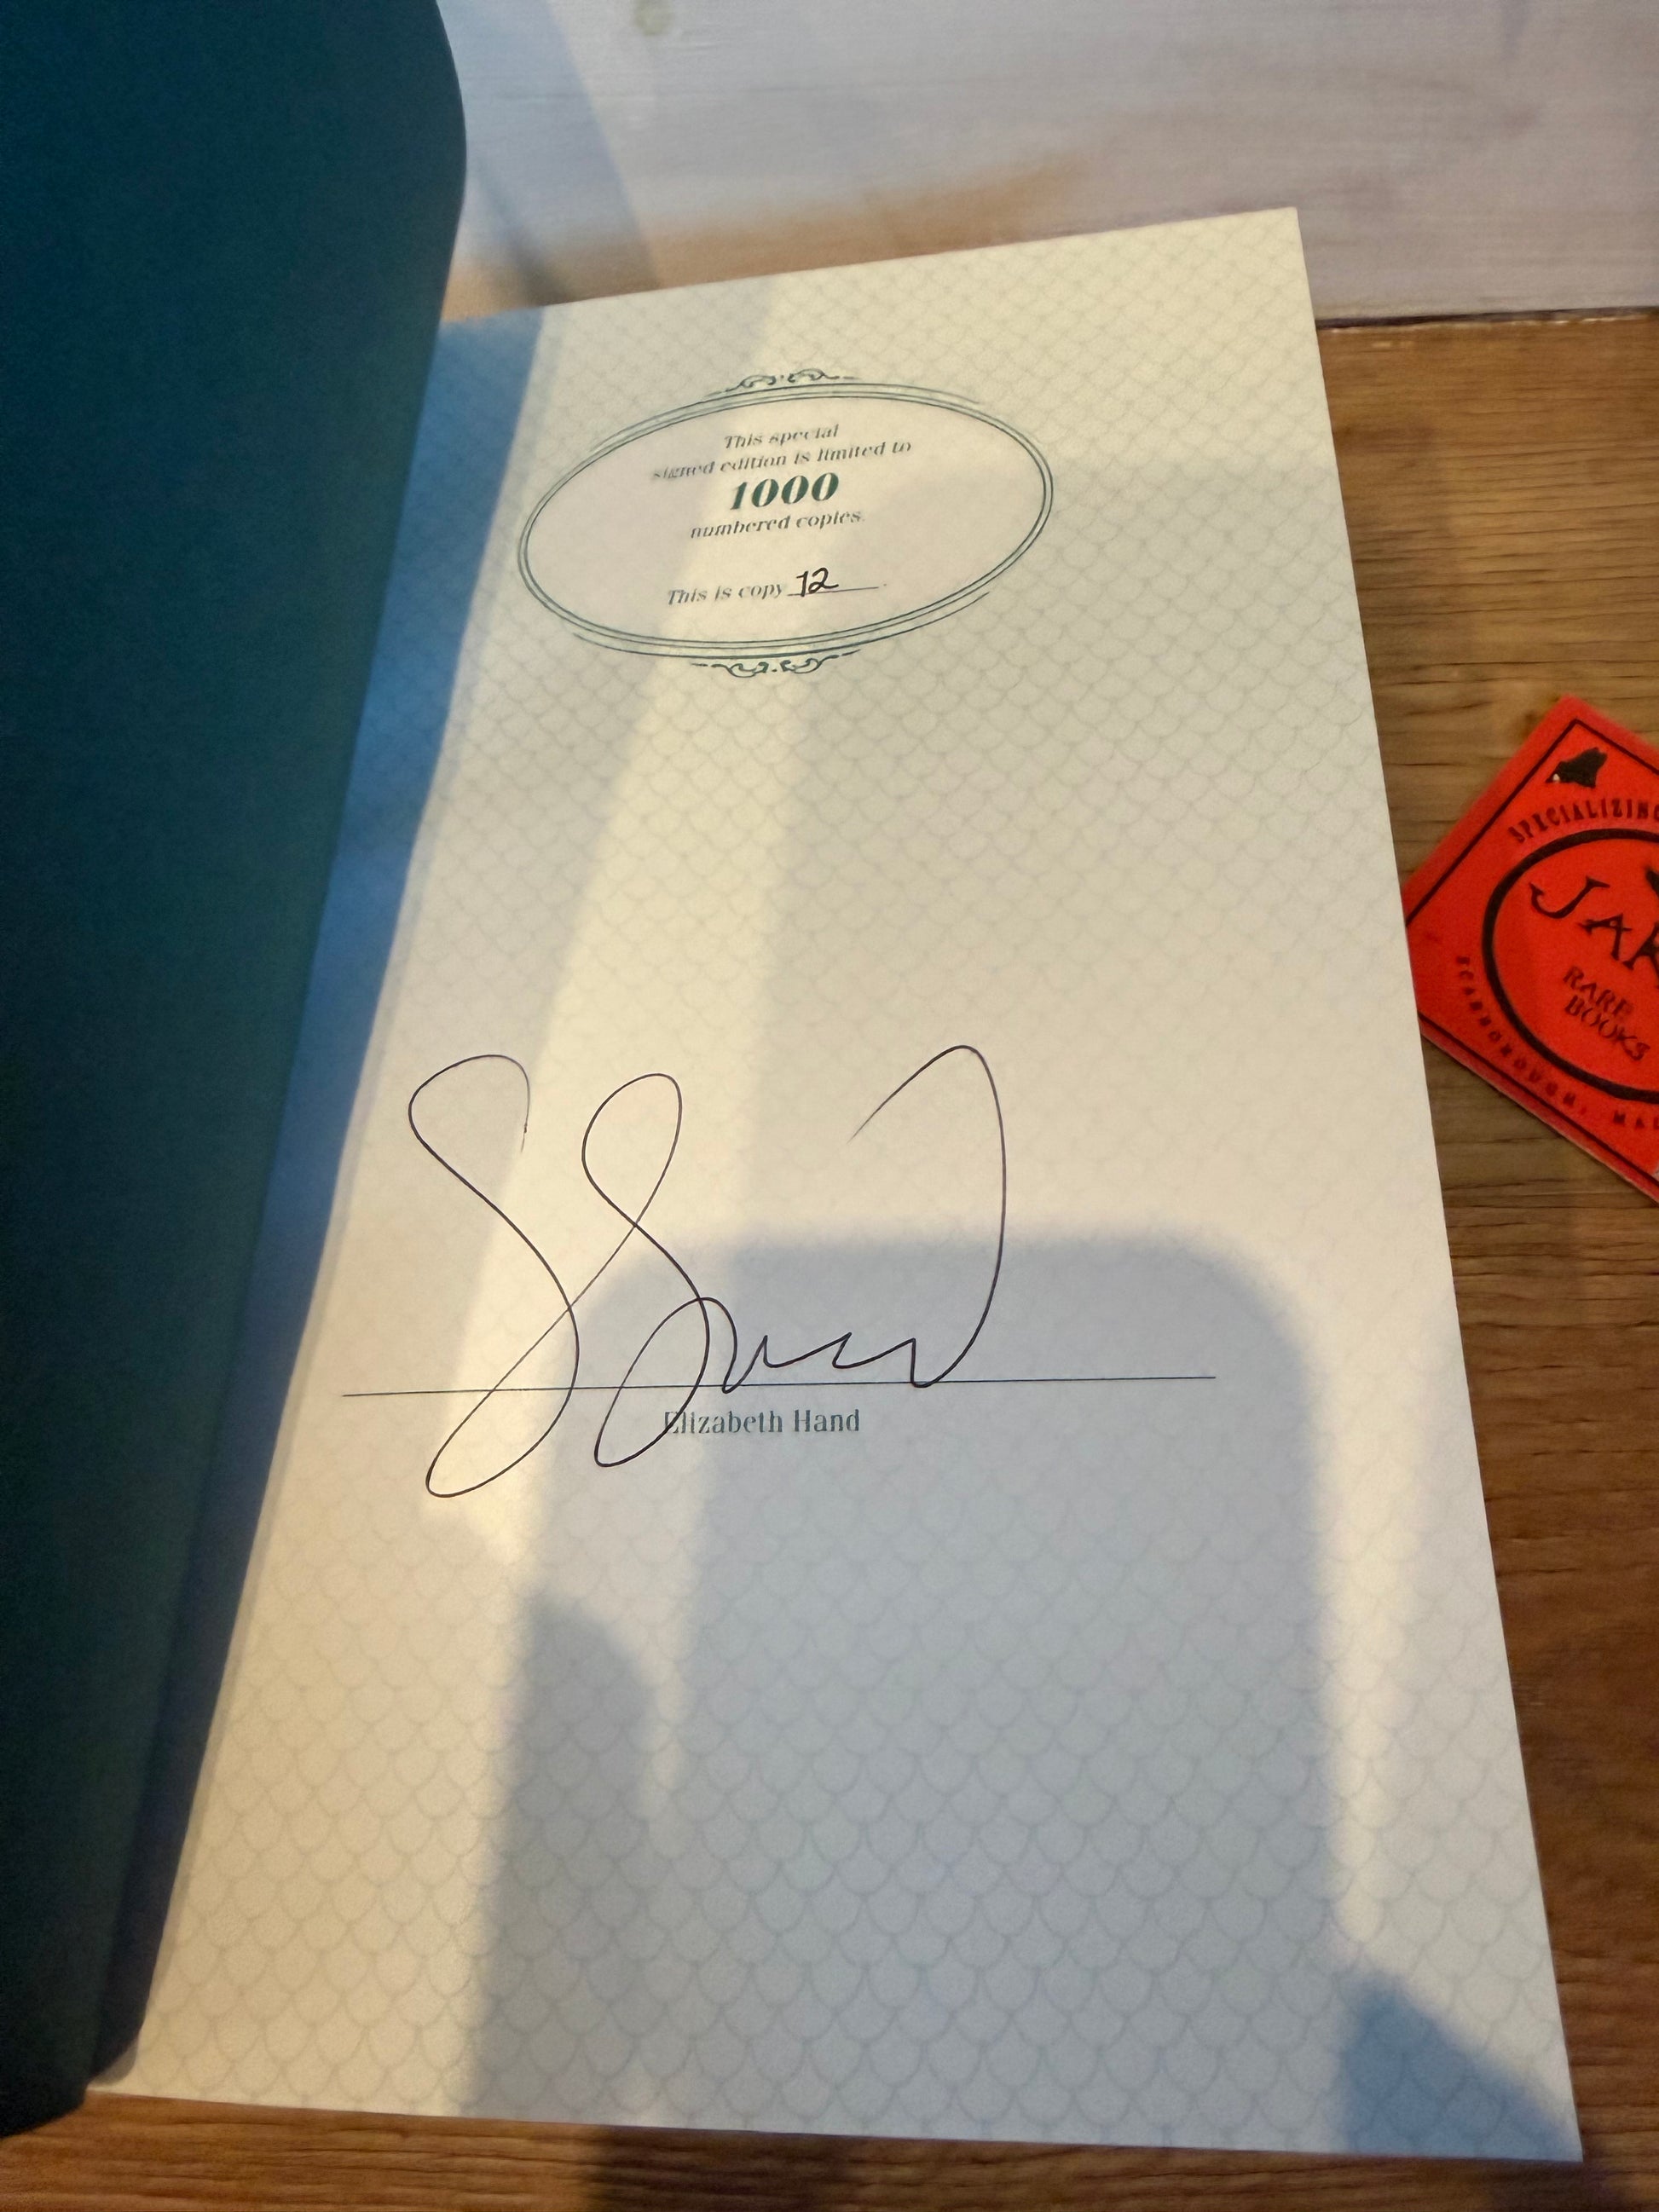 This special
signed edition is limited to
1000
numbered copies.
This is copy 12.
Elizabeth Hand
SPECIALIZING
RARE
BOOKS